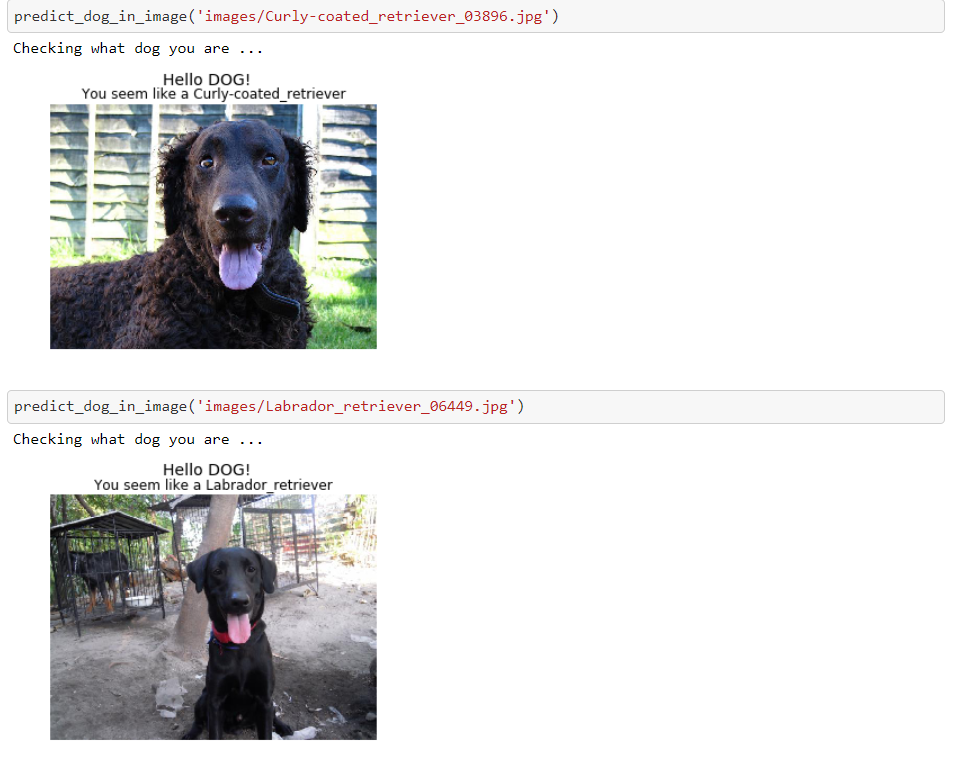 predict_dog_in_image('images/Curly-coated_retriever_03896.jpg')
Checking what dog you are ...
Hello DOG!
You seem like a Curly-coated_retriever
predict_dog_in_image('images/Labrador_retriever_06449.jpg')
Checking what dog you are ...
Hello DOG!
You seem like a Labrador_retriever